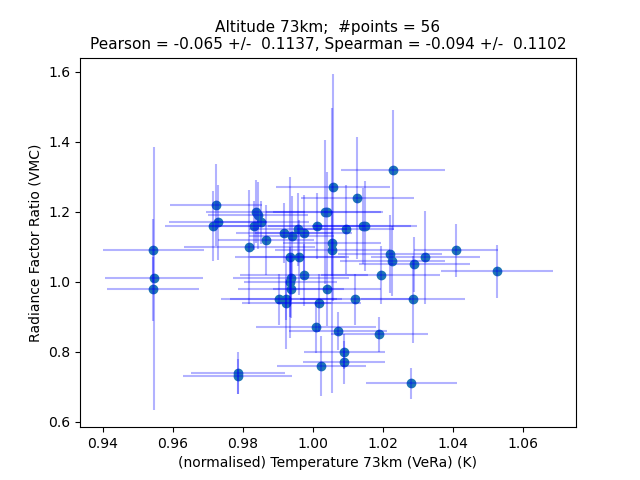 Altitude 73km;  #points = 56
Pearson = -0.065 +/-  0.1137, Spearman = -0.094 +/-  0.1102
1.6
1.4
1.2
1.0
0.8
0.6
Radiance Factor Ratio (VMC)
0.94 0.96 0.98 1.00 1.02 1.04 1.06
(normalised) Temperature 73km (VeRa) (K)